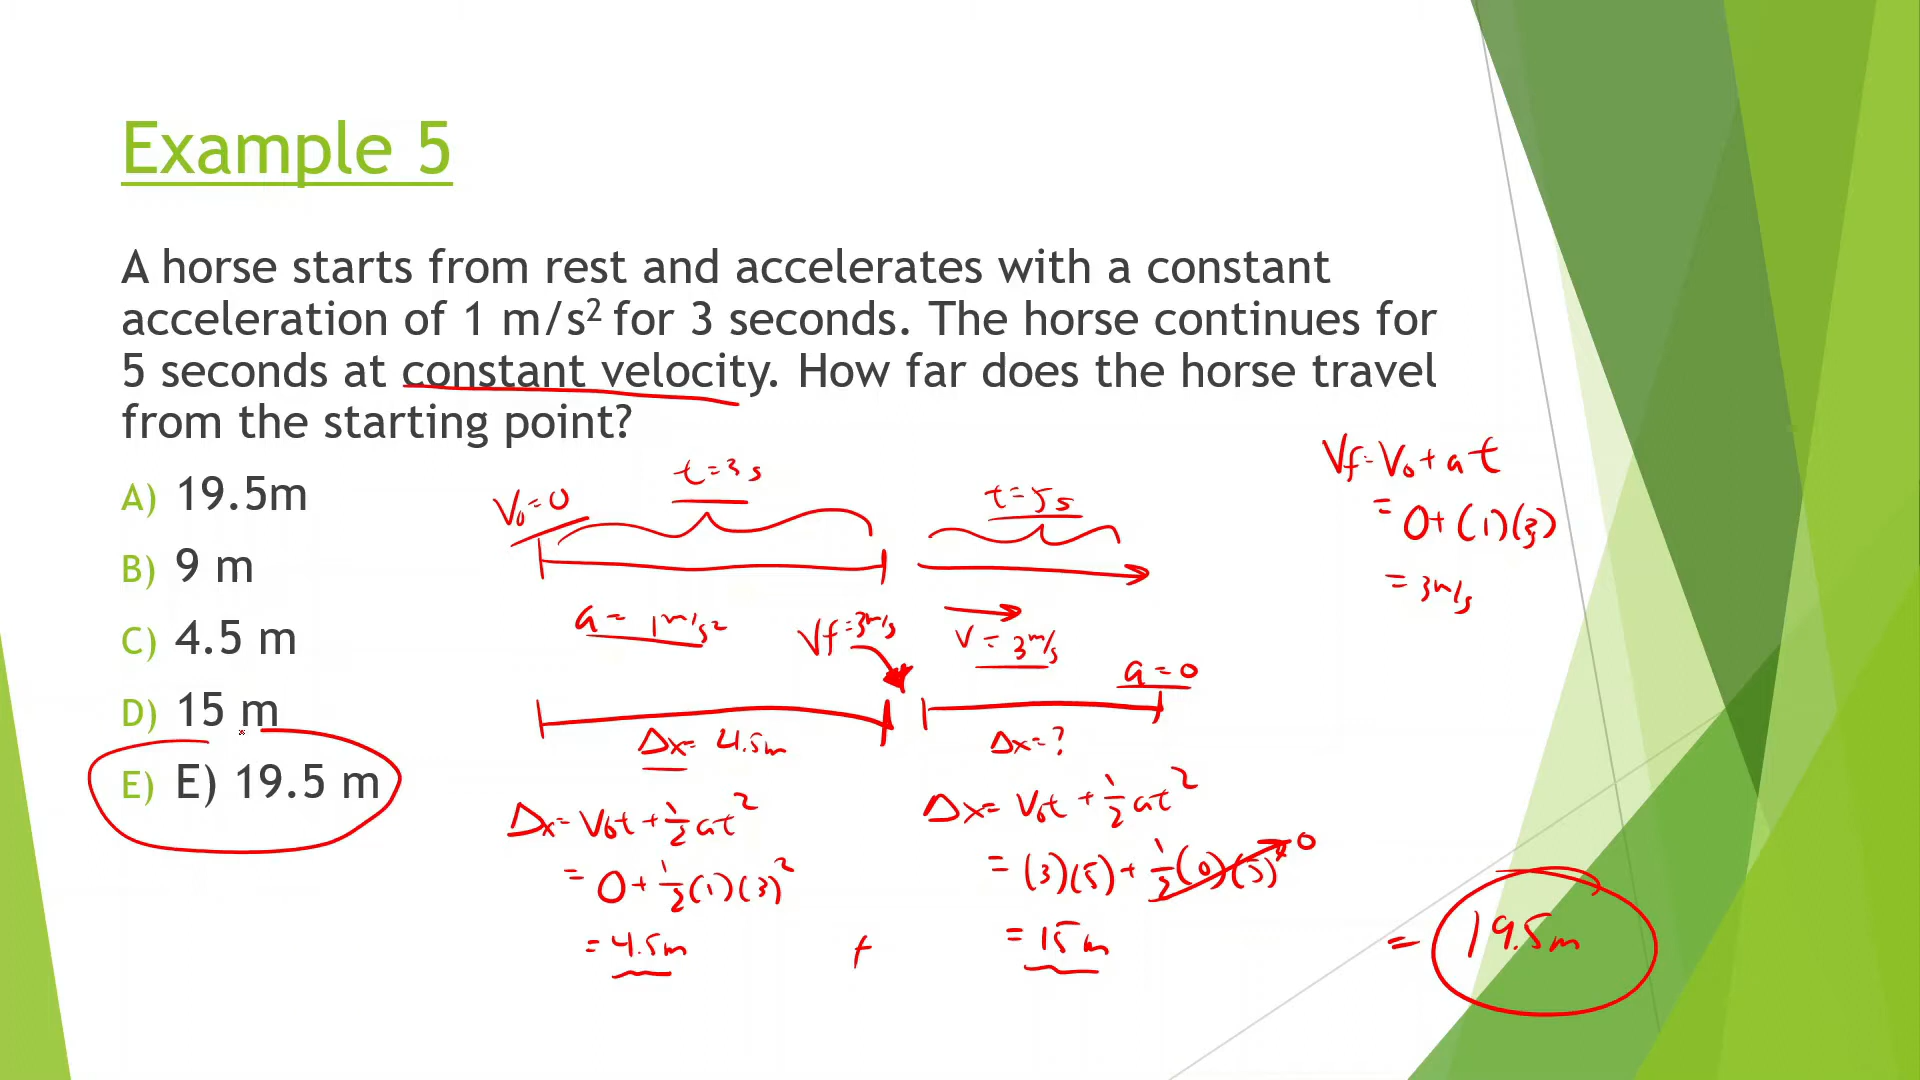 Example 5
A horse starts from rest and accelerates with a constant
acceleration of 1 m/s² for 3 seconds. The horse continues for
5 seconds at constant velocity. How far does the horse travel
from the starting point?
A) 19.5m
B) 9 m
C) 4.5 m
D) 15 m
E) E) 19.5 m
V₀=0
t=3s
t=5s
a= 1m/s²
Vf=3m/s
V=3m/s
a=0
Δx= 4.5m
Δx=?
Δx=V₀t+½at²
=0+½(1)(3)²
=4.5m
+
Δx=V₀t+½at²
=(3)(5)+½(0)(5)² 0
=15m
= 19.5m
Vf=V₀+at
=0+(1)(3)
=3m/s